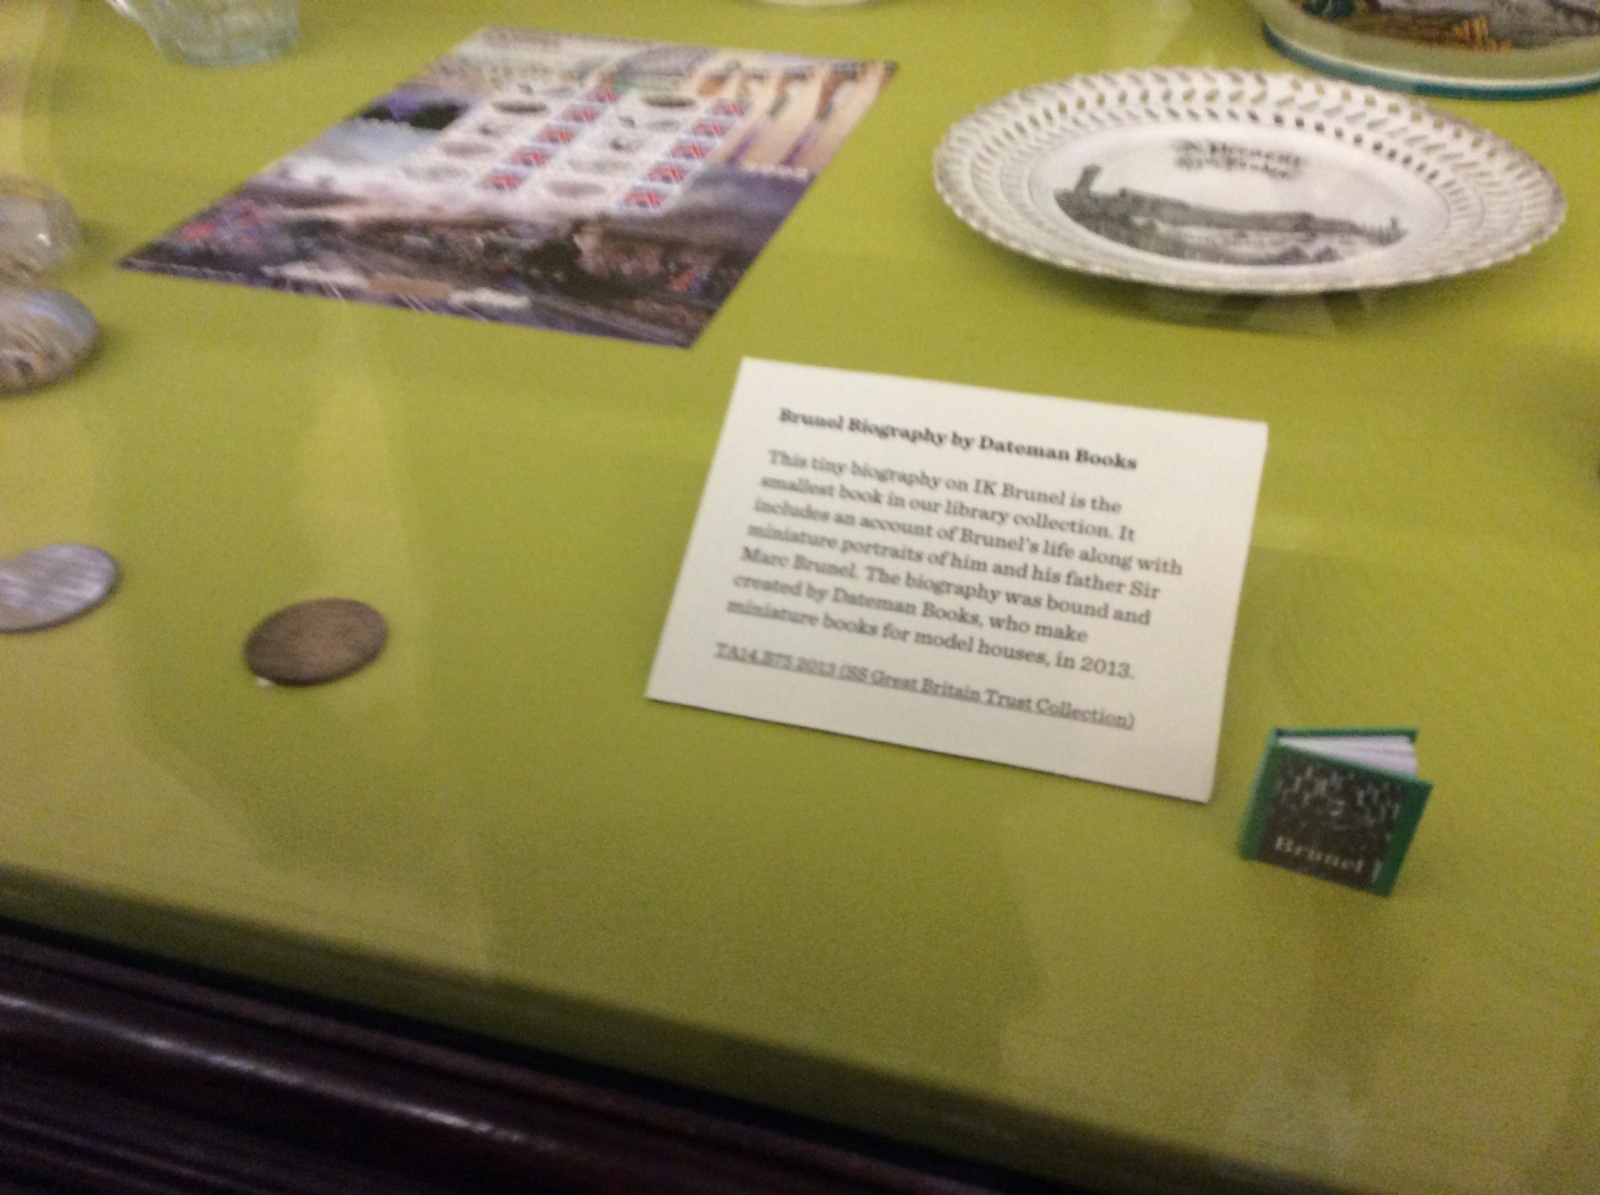 Brunel Biography by Dateman Books
This tiny biography on IK Brunel is the
smallest book in our library collection. It
includes an account of Brunel's life along with
miniature portraits of him and his father Sir
Marc Brunel. The biography was bound and
created by Dateman Books, who make
miniature books for model houses, in 2013.
TA14.B75 2013 (SS Great Britain Trust Collection)
Brunel